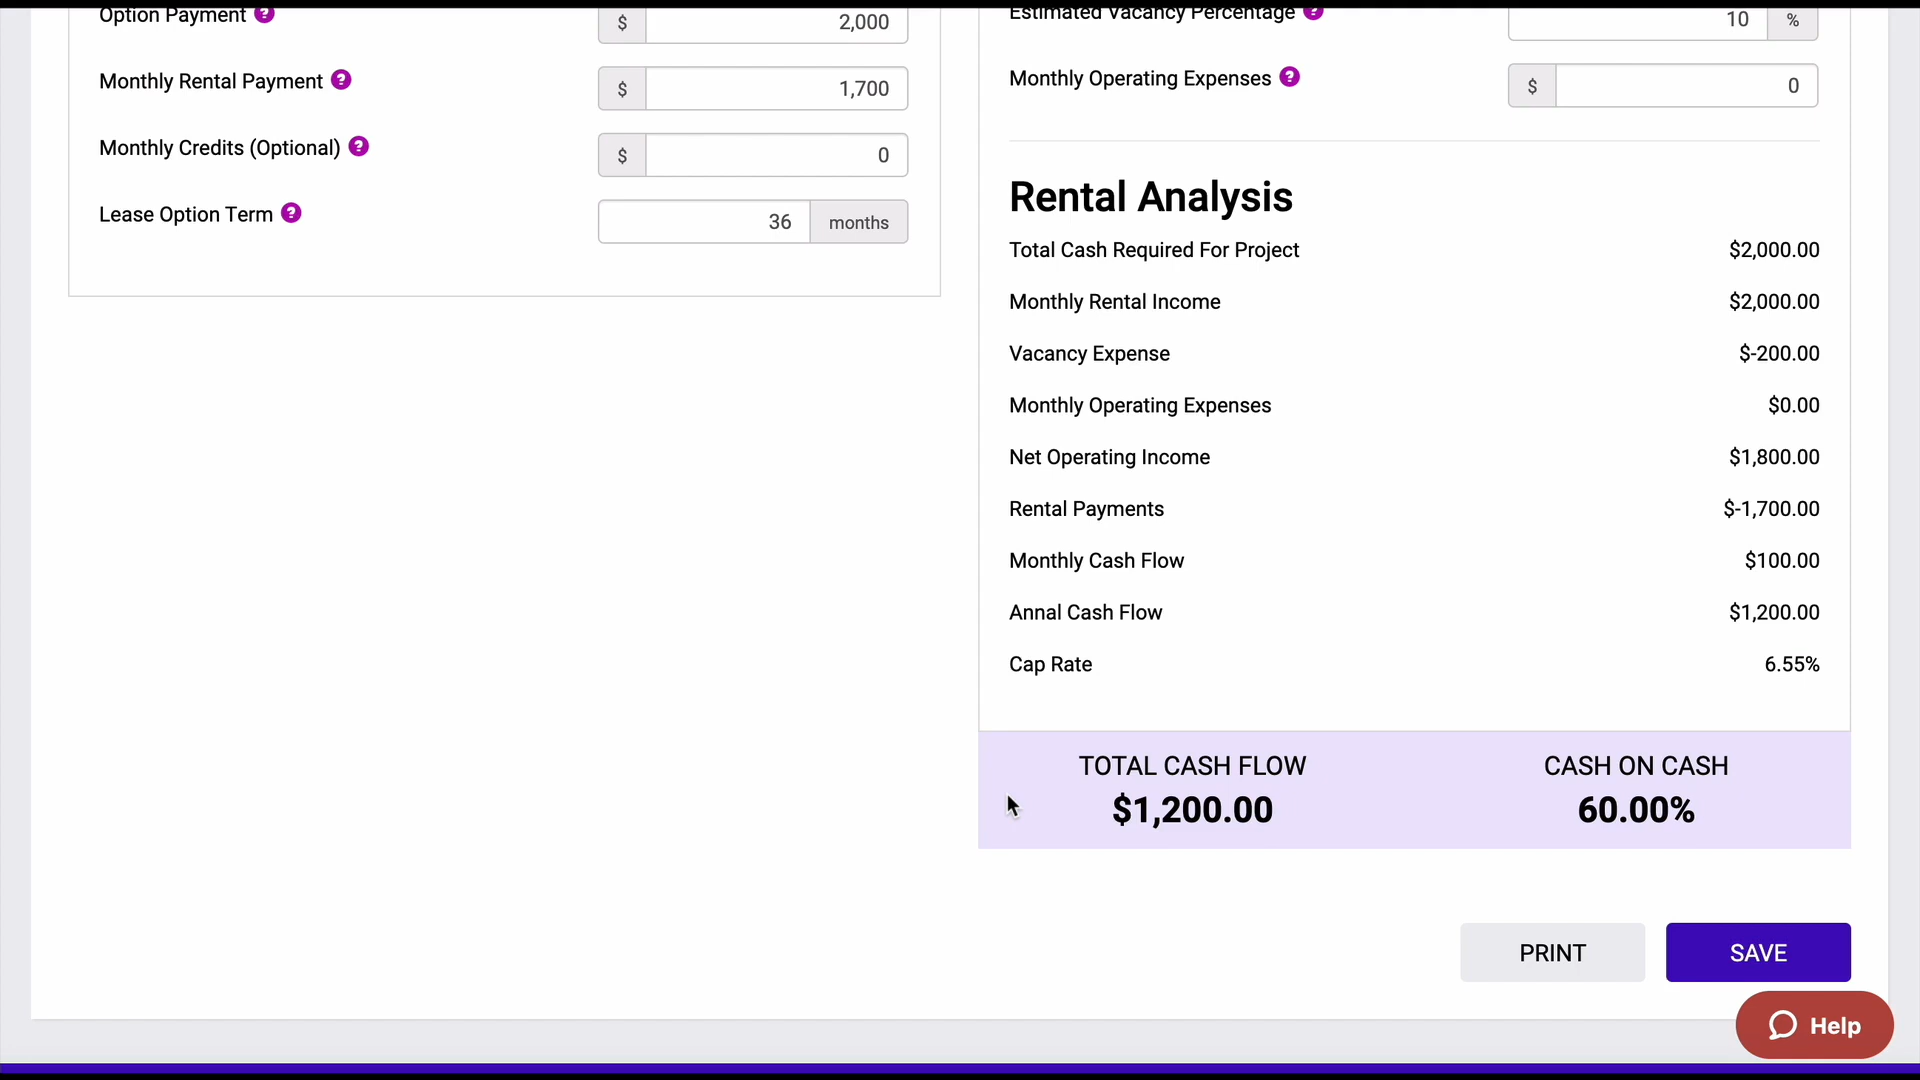 Option Payment ?
$ 2,000
Monthly Rental Payment ?
$ 1,700
Monthly Credits (Optional) ?
$ 0
Lease Option Term ?
36 months
Estimated Vacancy Percentage ?
10 %
Monthly Operating Expenses ?
$ 0
Rental Analysis
Total Cash Required For Project $2,000.00
Monthly Rental Income $2,000.00
Vacancy Expense $-200.00
Monthly Operating Expenses $0.00
Net Operating Income $1,800.00
Rental Payments $-1,700.00
Monthly Cash Flow $100.00
Annal Cash Flow $1,200.00
Cap Rate 6.55%
TOTAL CASH FLOW CASH ON CASH
$1,200.00 60.00%
PRINT SAVE
Help